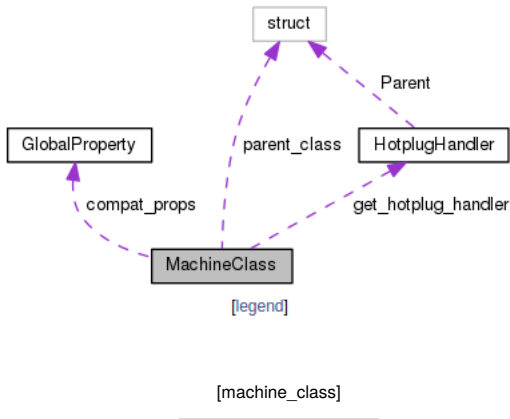 struct
Parent
GlobalProperty
parent_class
HotplugHandler
compat_props
get_hotplug_handler
MachineClass
[legend]
[machine_class]